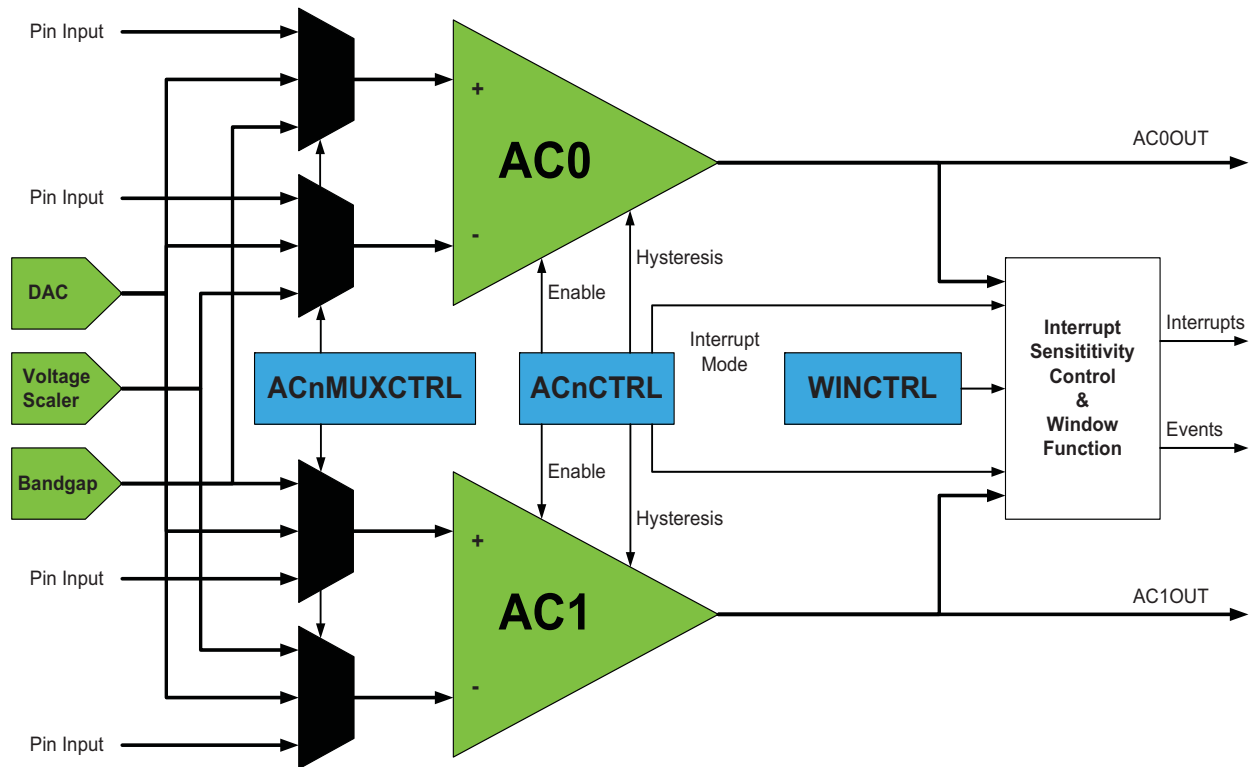 Pin Input
AC0OUT
+
AC0
Pin Input
-
Hysteresis
DAC
Enable
Interrupt
Mode
Interrupt
Sensititivity
Control
&
Window
Function
Interrupts
Voltage
Scaler
ACnMUXCTRL
ACnCTRL
WINCTRL
Events
Bandgap
Enable
Hysteresis
+
Pin Input
AC1
AC1OUT
-
Pin Input